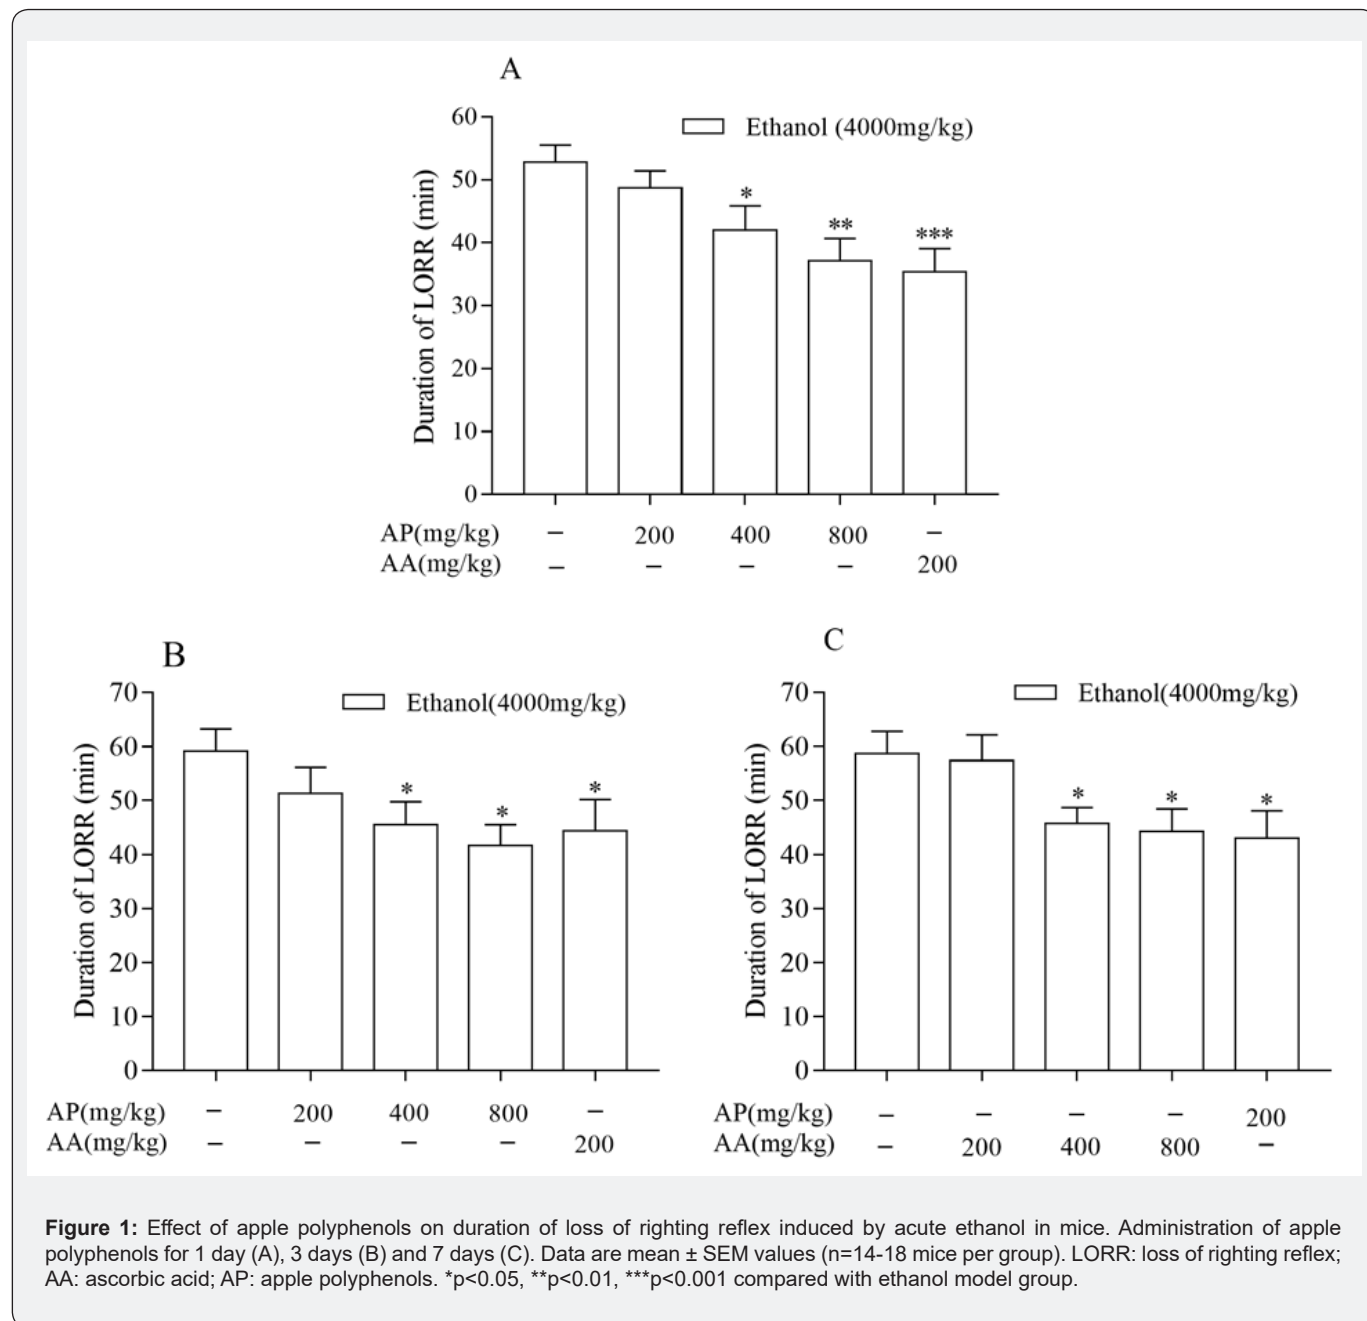 A
Ethanol (4000mg/kg)
Duration of LORR (min)
60
50
40
30
20
10
0
*
**
***
AP(mg/kg) – 200 400 800 –
AA(mg/kg) – – – – 200
B
Ethanol(4000mg/kg)
Duration of LORR (min)
70
60
50
40
30
20
10
0
*
*
*
AP(mg/kg) – 200 400 800 –
AA(mg/kg) – – – – 200
C
Ethanol(4000mg/kg)
Duration of LORR (min)
70
60
50
40
30
20
10
0
*
*
*
AP(mg/kg) – – – – 200
AA(mg/kg) – 200 400 800 –
Figure 1: Effect of apple polyphenols on duration of loss of righting reflex induced by acute ethanol in mice. Administration of apple
polyphenols for 1 day (A), 3 days (B) and 7 days (C). Data are mean ± SEM values (n=14-18 mice per group). LORR: loss of righting reflex;
AA: ascorbic acid; AP: apple polyphenols. *p<0.05, **p<0.01, ***p<0.001 compared with ethanol model group.